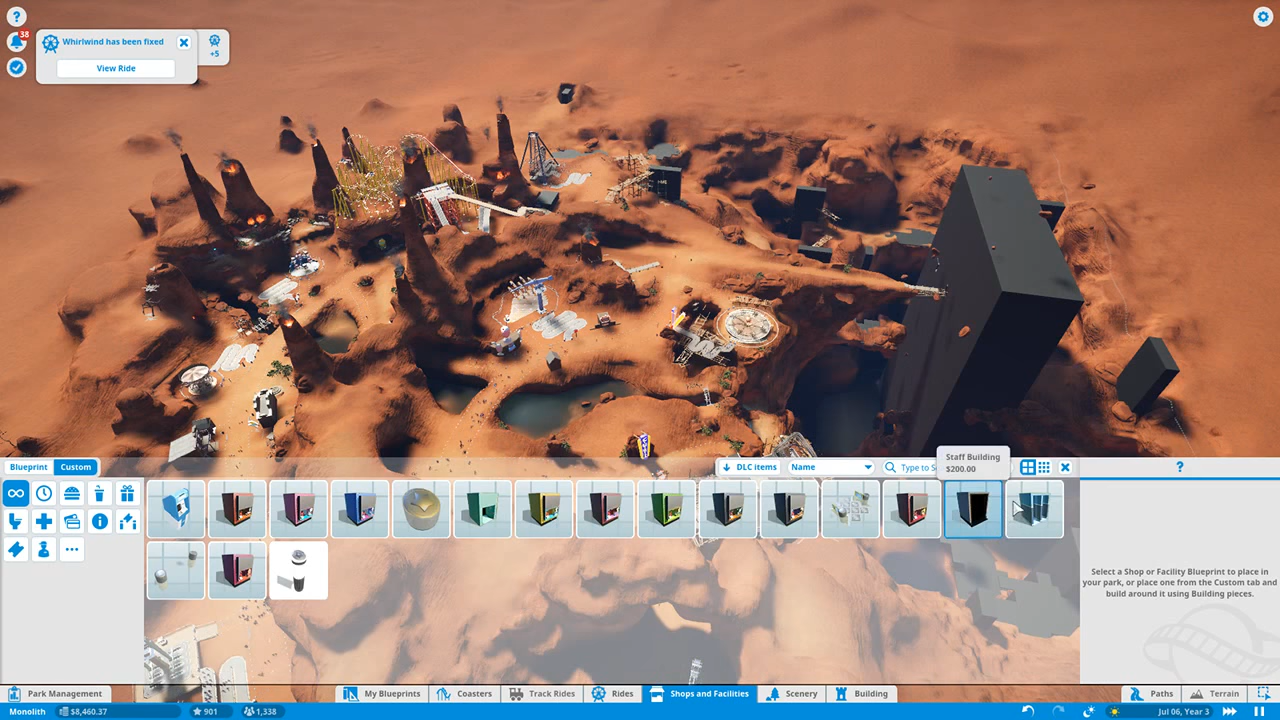 ?
38
Whirlwind has been fixed
+5
View Ride
Staff Building
$200.00
Blueprint
Custom
DLC items
Name
Type to S
?
Select a Shop or Facility Blueprint to place in
your park, or place one from the Custom tab and
build around it using Building pieces.
Park Management
My Blueprints
Coasters
Track Rides
Rides
Shops and Facilities
Scenery
Building
Paths
Terrain
Monolith
$8,460.37
901
1,338
Jul 06, Year 3